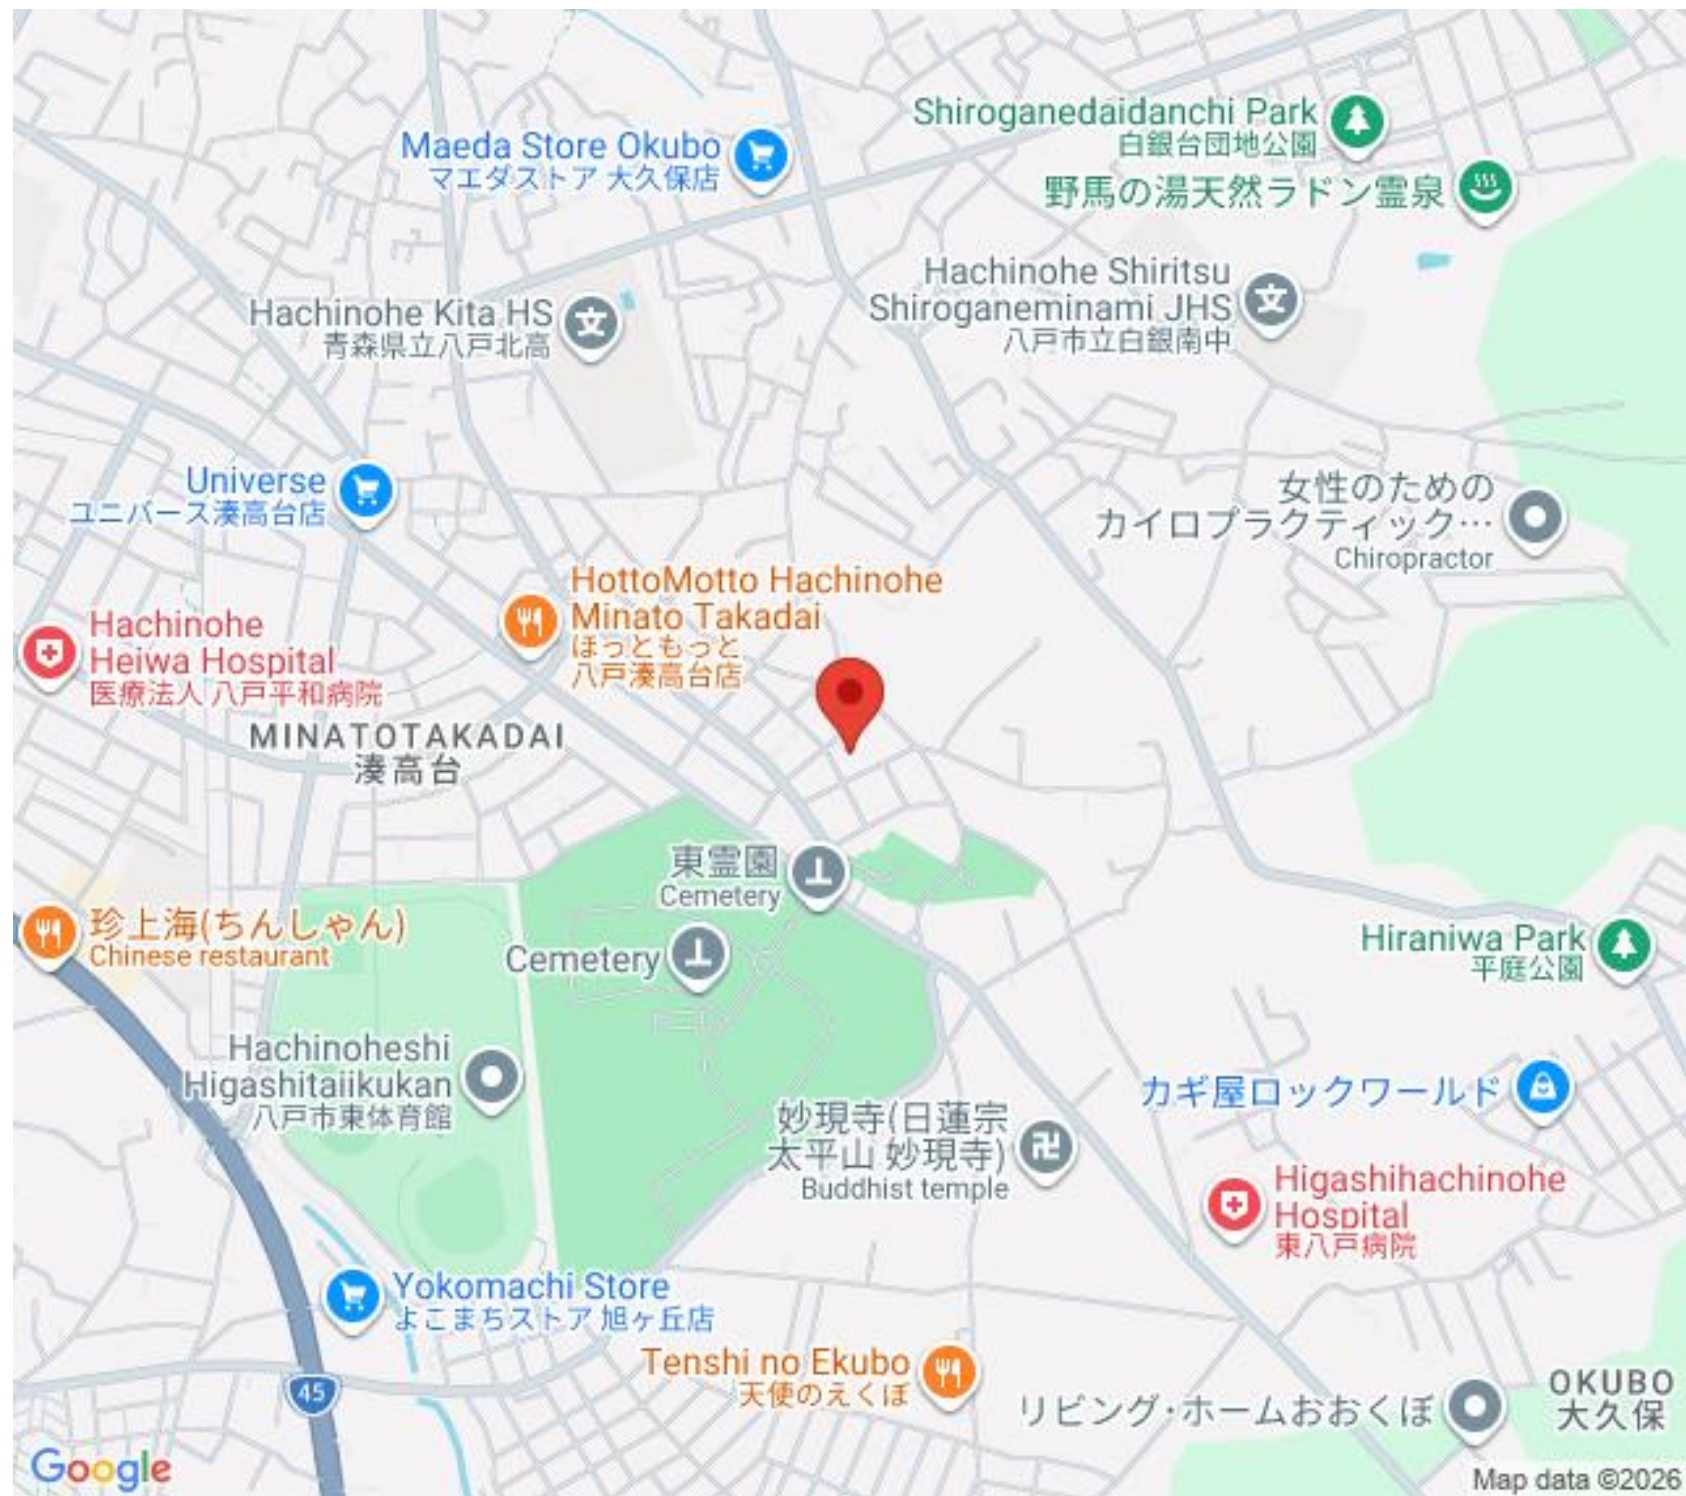 Shiroganedaidanchi Park
白銀台団地公園
Maeda Store Okubo
マエダストア 大久保店
野馬の湯天然ラドン霊泉
Hachinohe Shiritsu
Shiroganeminami JHS
八戸市立白銀南中
Hachinohe Kita HS
青森県立八戸北高
Universe
ユニバース湊高台店
女性のための
カイロプラクティック…
Chiropractor
HottoMotto Hachinohe
Minato Takadai
ほっともっと
八戸湊高台店
Hachinohe
Heiwa Hospital
医療法人 八戸平和病院
MINATOTAKADAI
湊高台
東霊園
Cemetery
珍上海(ちんしゃん)
Chinese restaurant
Cemetery
Hiraniwa Park
平庭公園
Hachinoheshi
Higashitaiikukan
八戸市東体育館
カギ屋ロックワールド
妙現寺(日蓮宗
太平山 妙現寺)
Buddhist temple
Higashihachinohe
Hospital
東八戸病院
Yokomachi Store
よこまちストア 旭ヶ丘店
Tenshi no Ekubo
天使のえくぼ
45
リビング・ホームおおくぼ
OKUBO
大久保
Google
Map data ©2026